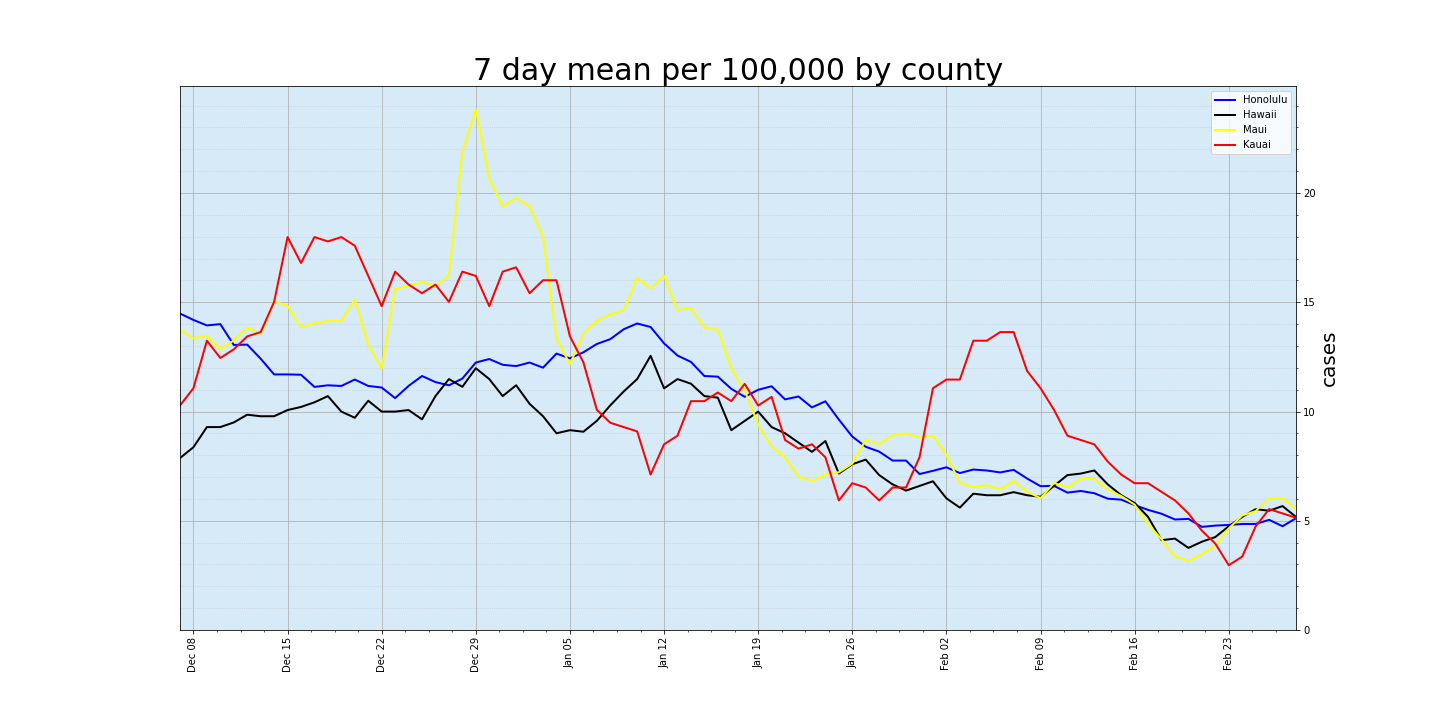 7 day mean per 100,000 by county
Honolulu
Hawaii
Maui
Kauai
20
15
10
5
0
cases
Dec 08
Dec 15
Dec 22
Dec 29
Jan 05
Jan 12
Jan 19
Jan 26
Feb 02
Feb 09
Feb 16
Feb 23